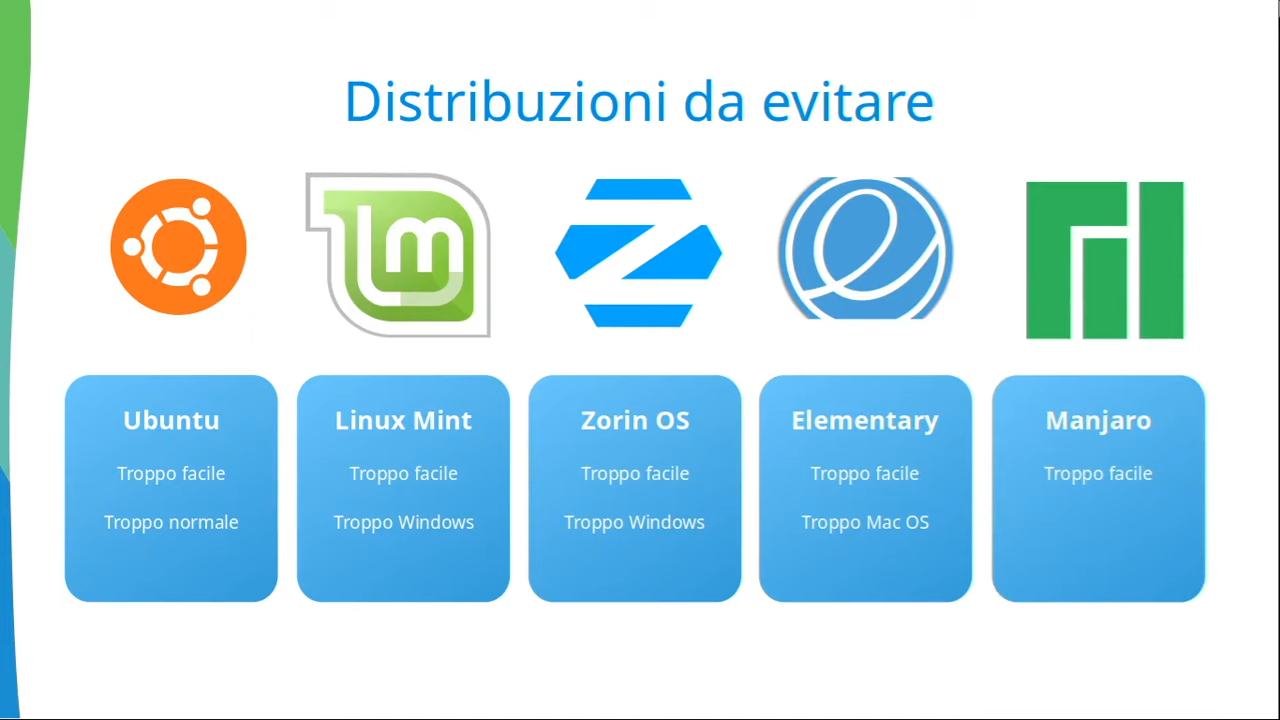 Distribuzioni da evitare
Ubuntu
Troppo facile
Troppo normale
Linux Mint
Troppo facile
Troppo Windows
Zorin OS
Troppo facile
Troppo Windows
Elementary
Troppo facile
Troppo Mac OS
Manjaro
Troppo facile